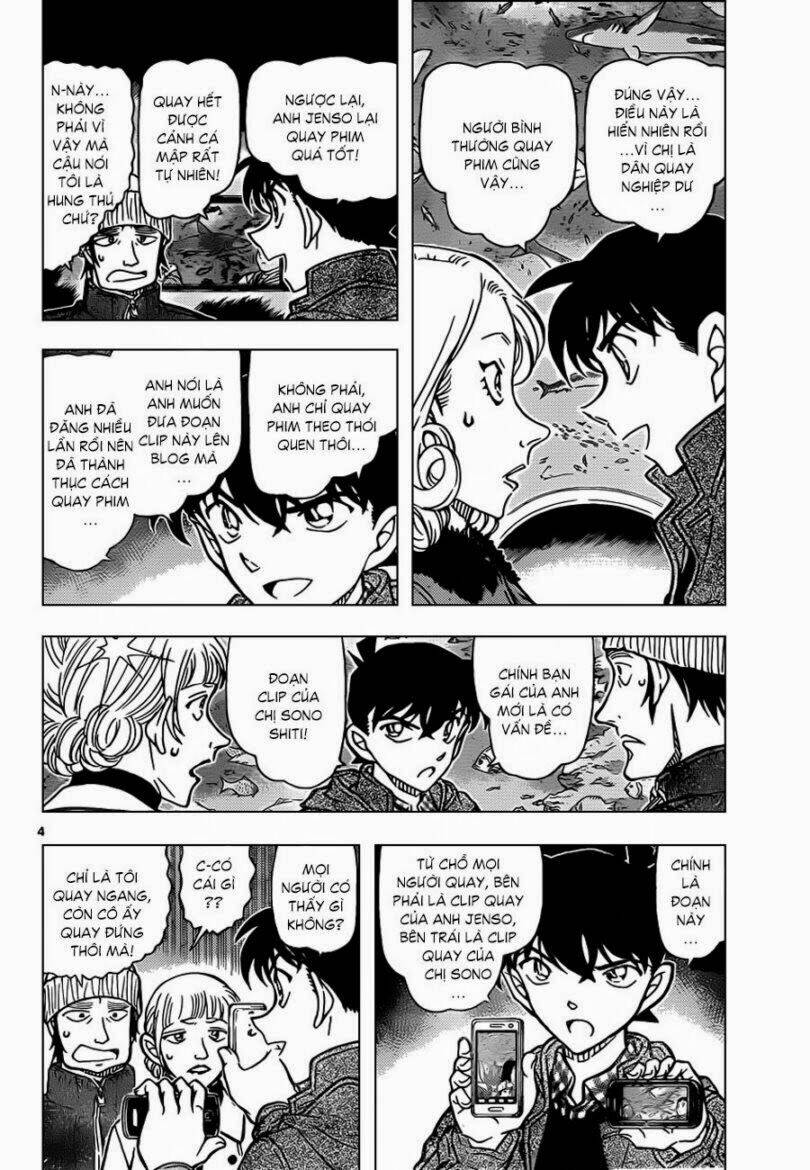 ĐÚNG VẬY...
ĐIỀU NÀY LÀ
HIỂN NHIÊN RỒI
...VÌ CHỊ LÀ
DÂN QUAY
NGHIỆP DƯ
...
NGƯỜI BÌNH
THƯỜNG QUAY
PHIM CŨNG
VẬY...
NGƯỢC LẠI,
ANH JENSO LẠI
QUAY PHIM
QUÁ TỐT!
QUAY HẾT
ĐƯỢC
CẢNH CÁ
MẬP RẤT
TỰ NHIÊN!
N-NÀY...
KHÔNG
PHẢI VÌ
VẬY MÀ
CẬU NÓI
TÔI LÀ
HUNG THỦ
CHỨ?
KHÔNG PHẢI,
ANH CHỈ QUAY
PHIM THEO THÓI
QUEN THÔI...
ANH NÓI LÀ
ANH MUỐN
ĐƯA ĐOẠN
CLIP NÀY LÊN
BLOG MÀ
...
ANH ĐÃ
ĐĂNG NHIỀU
LẦN RỒI NÊN
ĐÃ THÀNH
THỤC CÁCH
QUAY PHIM
...
CHÍNH BẠN
GÁI CỦA ANH
MỚI LÀ CÓ
VẤN ĐỀ...
ĐOẠN
CLIP CỦA
CHỊ SONO
SHITI!
4
CHÍNH
LÀ
ĐOẠN
NÀY
...
TỪ CHỖ MỌI
NGƯỜI QUAY, BÊN
PHẢI LÀ CLIP QUAY
CỦA ANH JENSO,
BÊN TRÁI LÀ CLIP
QUAY CỦA
CHỊ SONO
...
MỌI
NGƯỜI CÓ
THẤY GÌ
KHÔNG?
C-CÓ
CÁI GÌ
??
CHỈ LÀ TÔI
QUAY NGANG,
CÒN CÔ ẤY
QUAY ĐỨNG
THÔI MÀ!